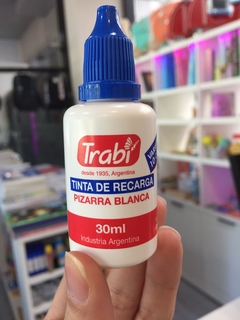 Trabi
desde 1935, Argentina
TINTA DE RECARGA
PIZARRA BLANCA
30ml
Industria Argentina